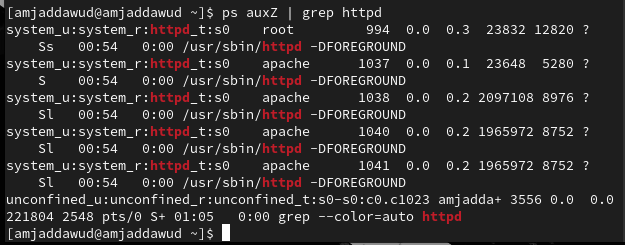 [amjaddawud@amjaddawud ~]$ ps auxZ | grep httpd
system_u:system_r:httpd_t:s0    root         994  0.0  0.3  23832 12820 ?
    Ss   00:54   0:00 /usr/sbin/httpd -DFOREGROUND
system_u:system_r:httpd_t:s0    apache      1037  0.0  0.1  23648  5280 ?
    S    00:54   0:00 /usr/sbin/httpd -DFOREGROUND
system_u:system_r:httpd_t:s0    apache      1038  0.0  0.2 2097108 8976 ?
    Sl   00:54   0:00 /usr/sbin/httpd -DFOREGROUND
system_u:system_r:httpd_t:s0    apache      1040  0.0  0.2 1965972 8752 ?
    Sl   00:54   0:00 /usr/sbin/httpd -DFOREGROUND
system_u:system_r:httpd_t:s0    apache      1041  0.0  0.2 1965972 8752 ?
    Sl   00:54   0:00 /usr/sbin/httpd -DFOREGROUND
unconfined_u:unconfined_r:unconfined_t:s0-s0:c0.c1023 amjadda+ 3556 0.0  0.0
221804 2548 pts/0 S+ 01:05   0:00 grep --color=auto httpd
[amjaddawud@amjaddawud ~]$